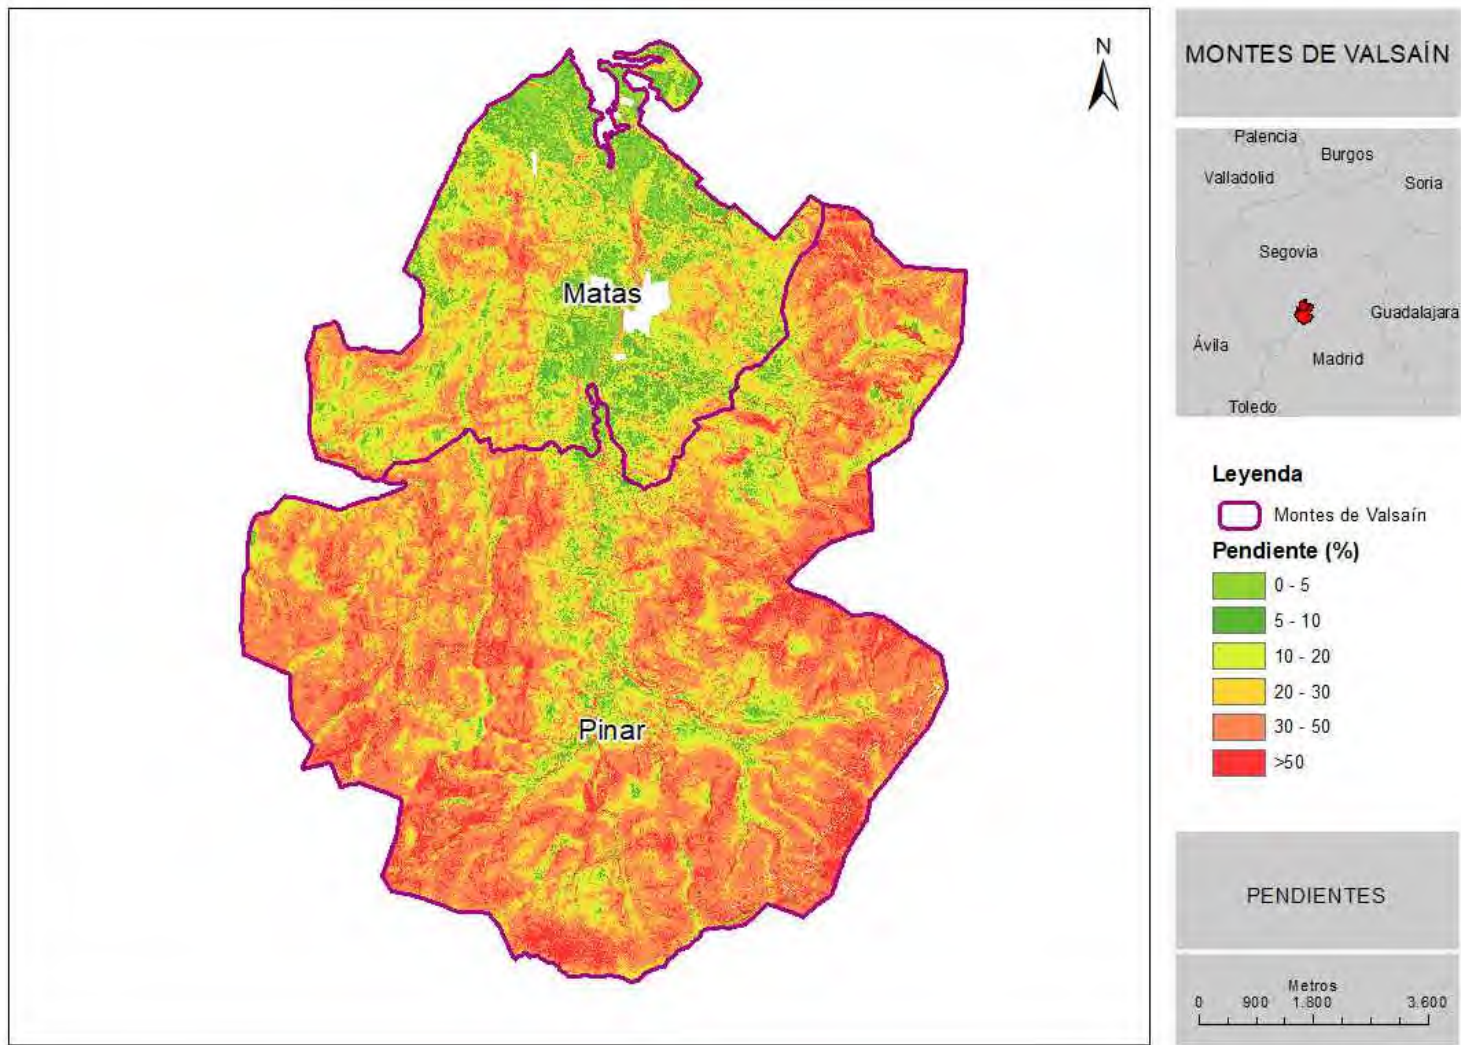 N
Matas
Pinar
MONTES DE VALSAÍN
Palencia
Burgos
Valladolid
Soria
Segovia
Guadalajara
Ávila
Madrid
Toledo
Leyenda
Montes de Valsaín
Pendiente (%)
0 - 5
5 - 10
10 - 20
20 - 30
30 - 50
>50
PENDIENTES
Metros
0 900 1.800 3.600